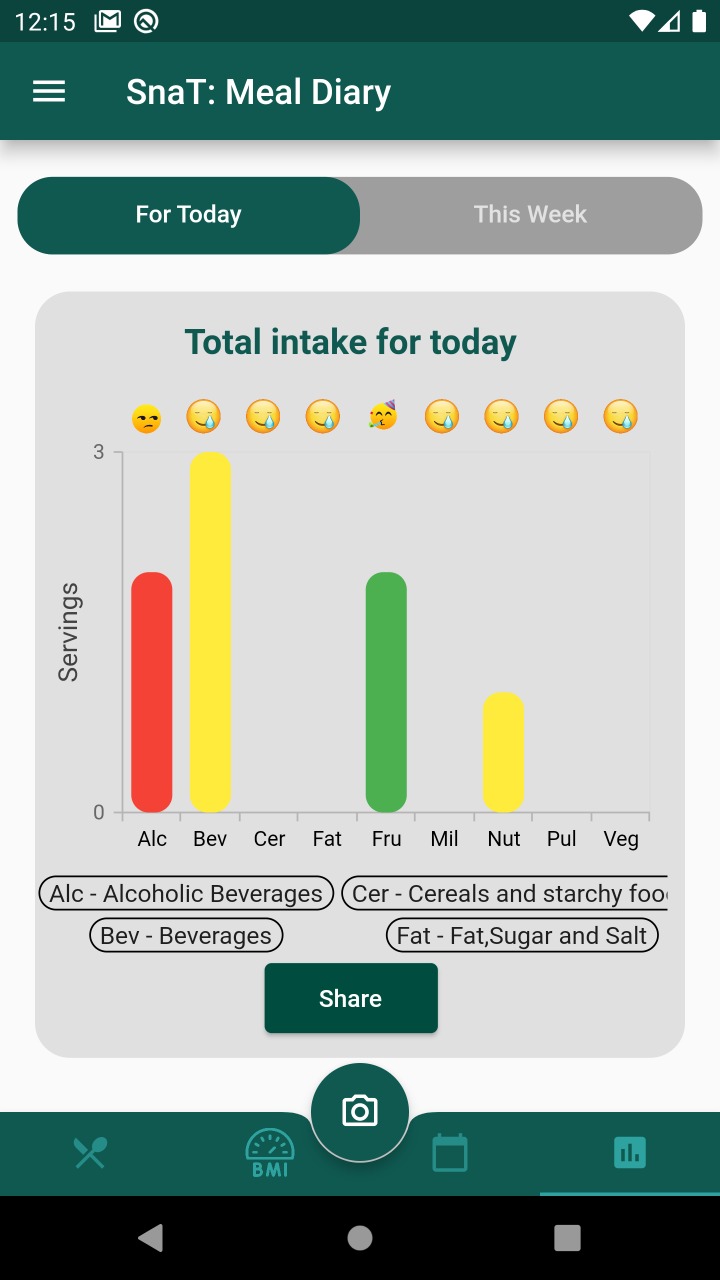 12:15
SnaT: Meal Diary
For Today
This Week
Total intake for today
3
Servings
0
Alc Bev Cer Fat Fru Mil Nut Pul Veg
Alc - Alcoholic Beverages
Cer - Cereals and starchy foo
Bev - Beverages
Fat - Fat,Sugar and Salt
Share
BMI